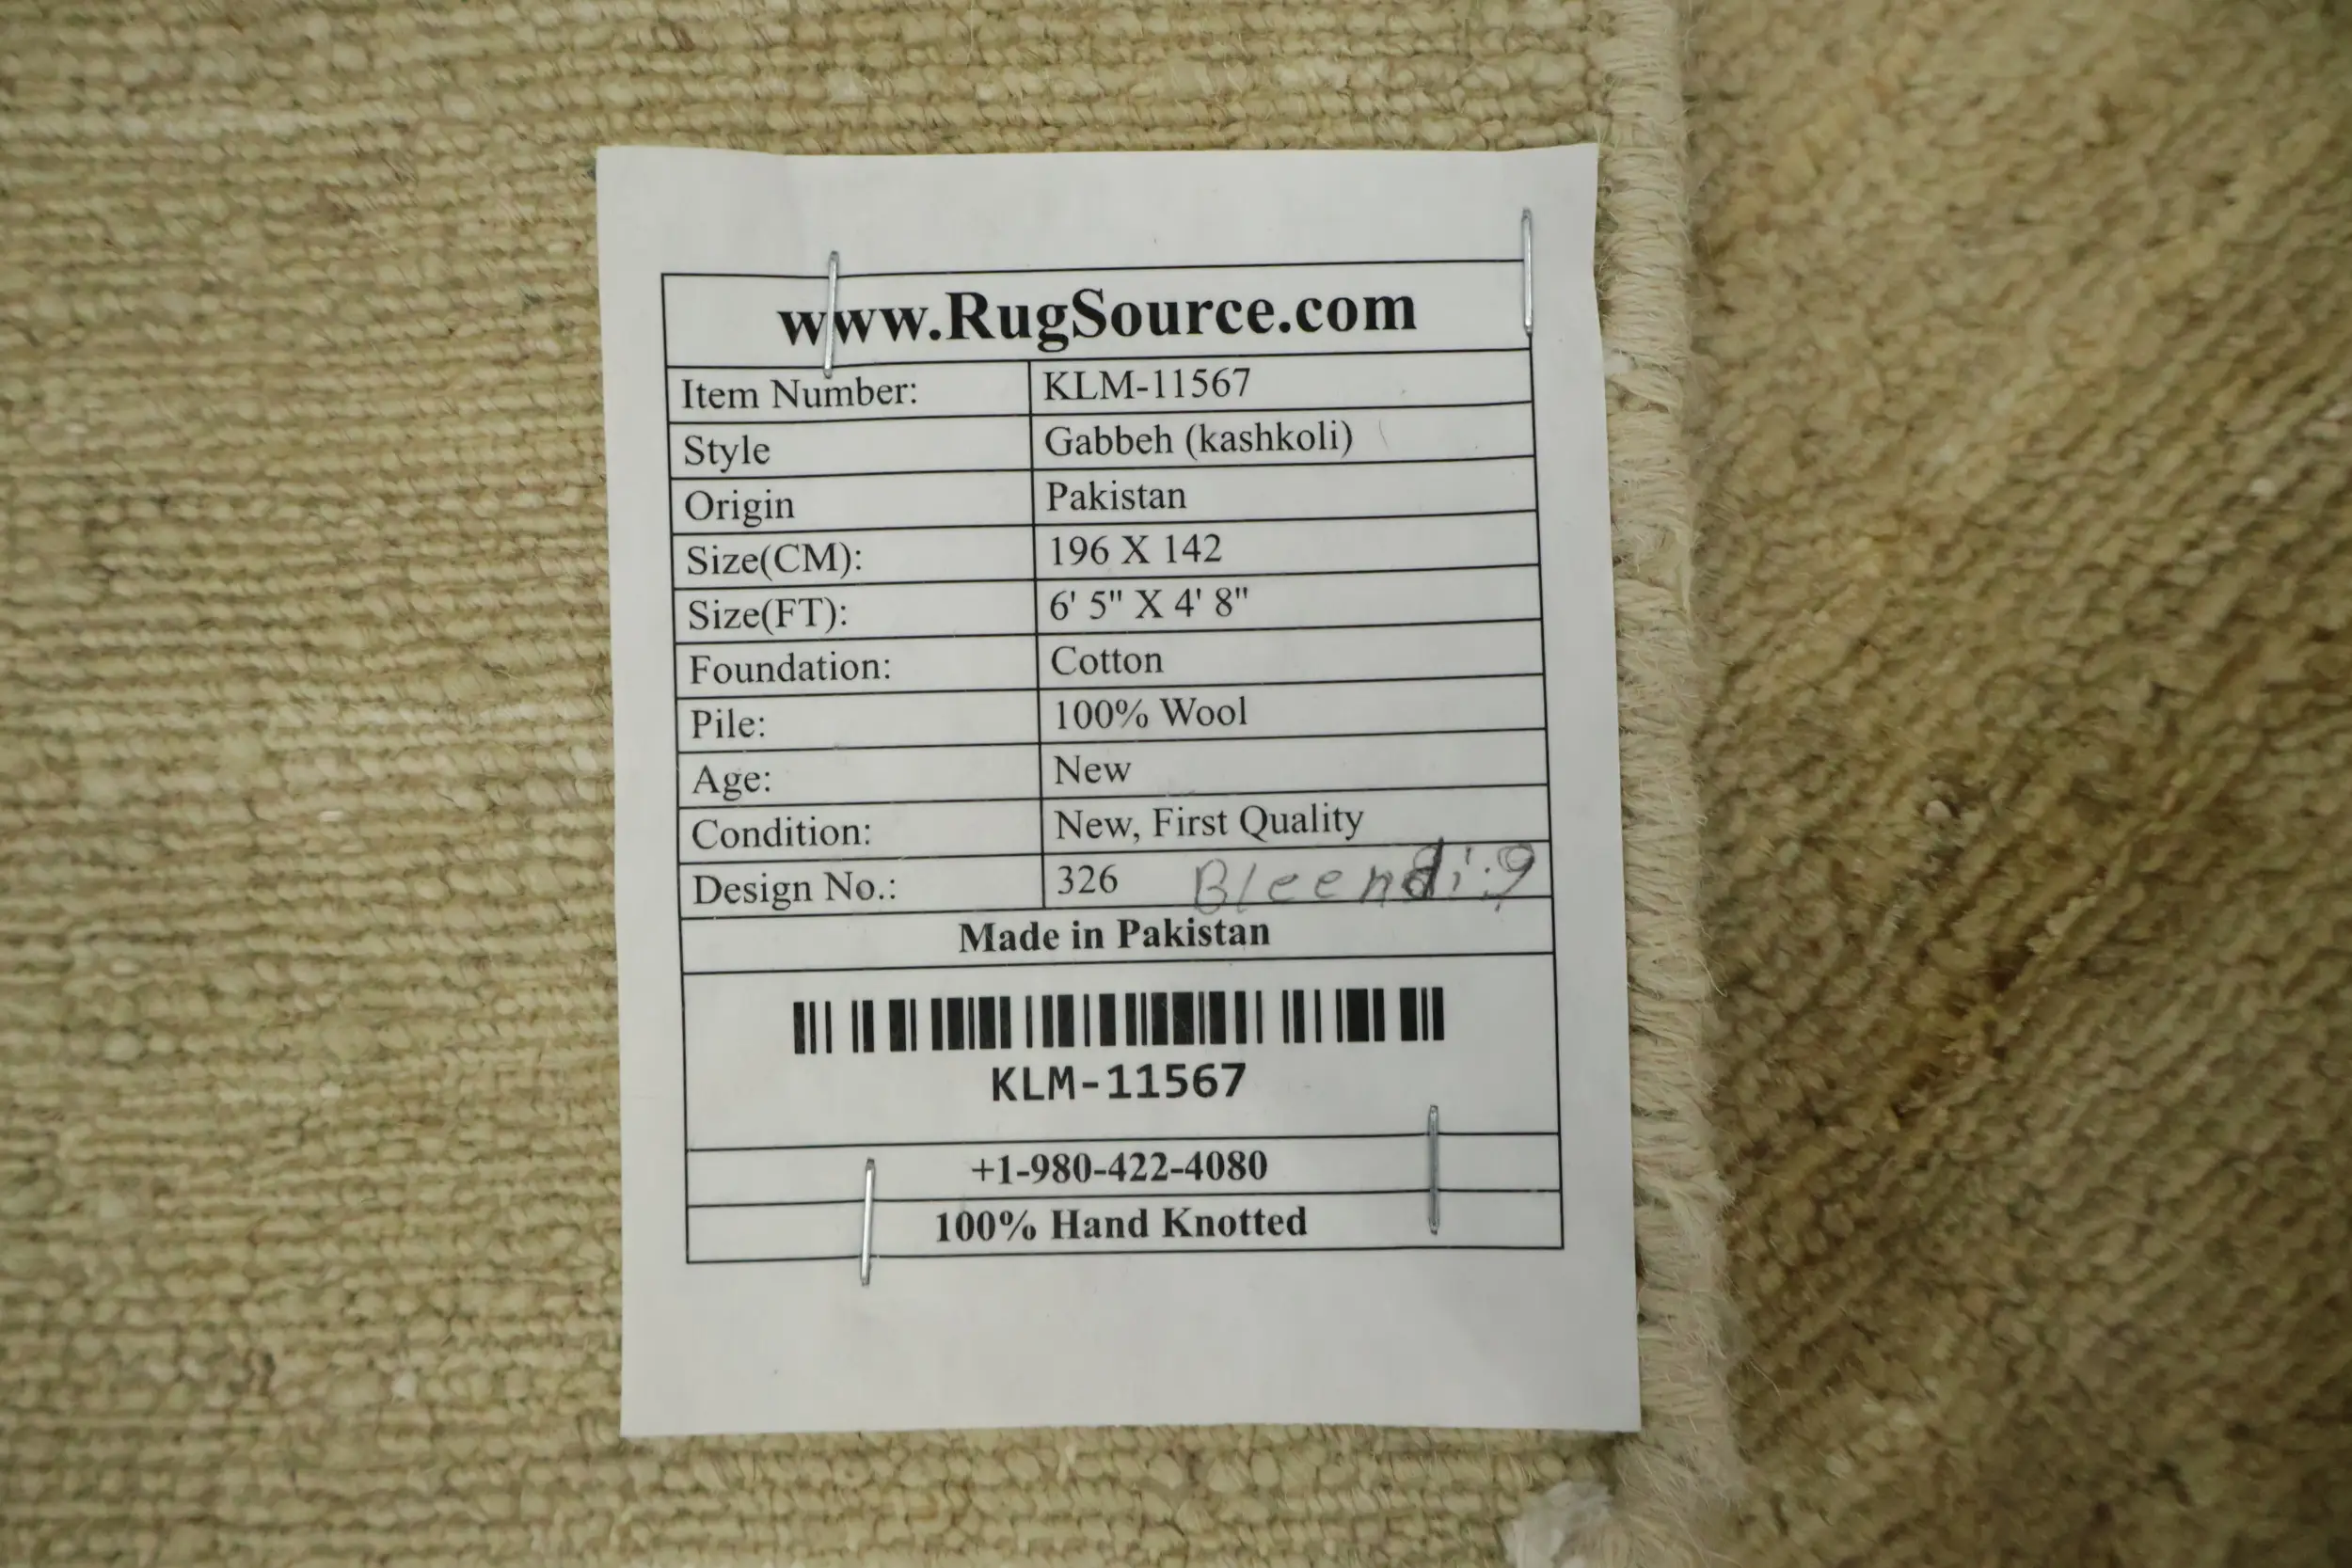 www.RugSource.com
Item Number: KLM-11567
Style Gabbeh (kashkoli)
Origin Pakistan
Size(CM): 196 X 142
Size(FT): 6' 5" X 4' 8"
Foundation: Cotton
Pile: 100% Wool
Age: New
Condition: New, First Quality
Design No.: 326
Made in Pakistan
KLM-11567
+1-980-422-4080
100% Hand Knotted